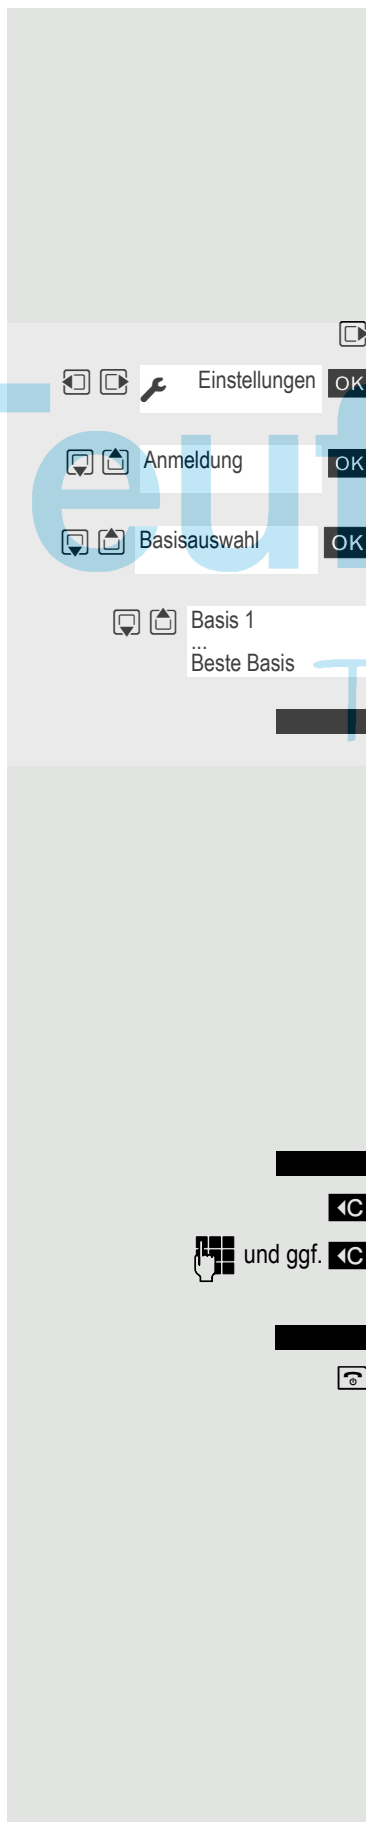 Einstellungen OK
Anmeldung OK
Basisauswahl OK
Basis 1
...
Beste Basis
C
und ggf. C